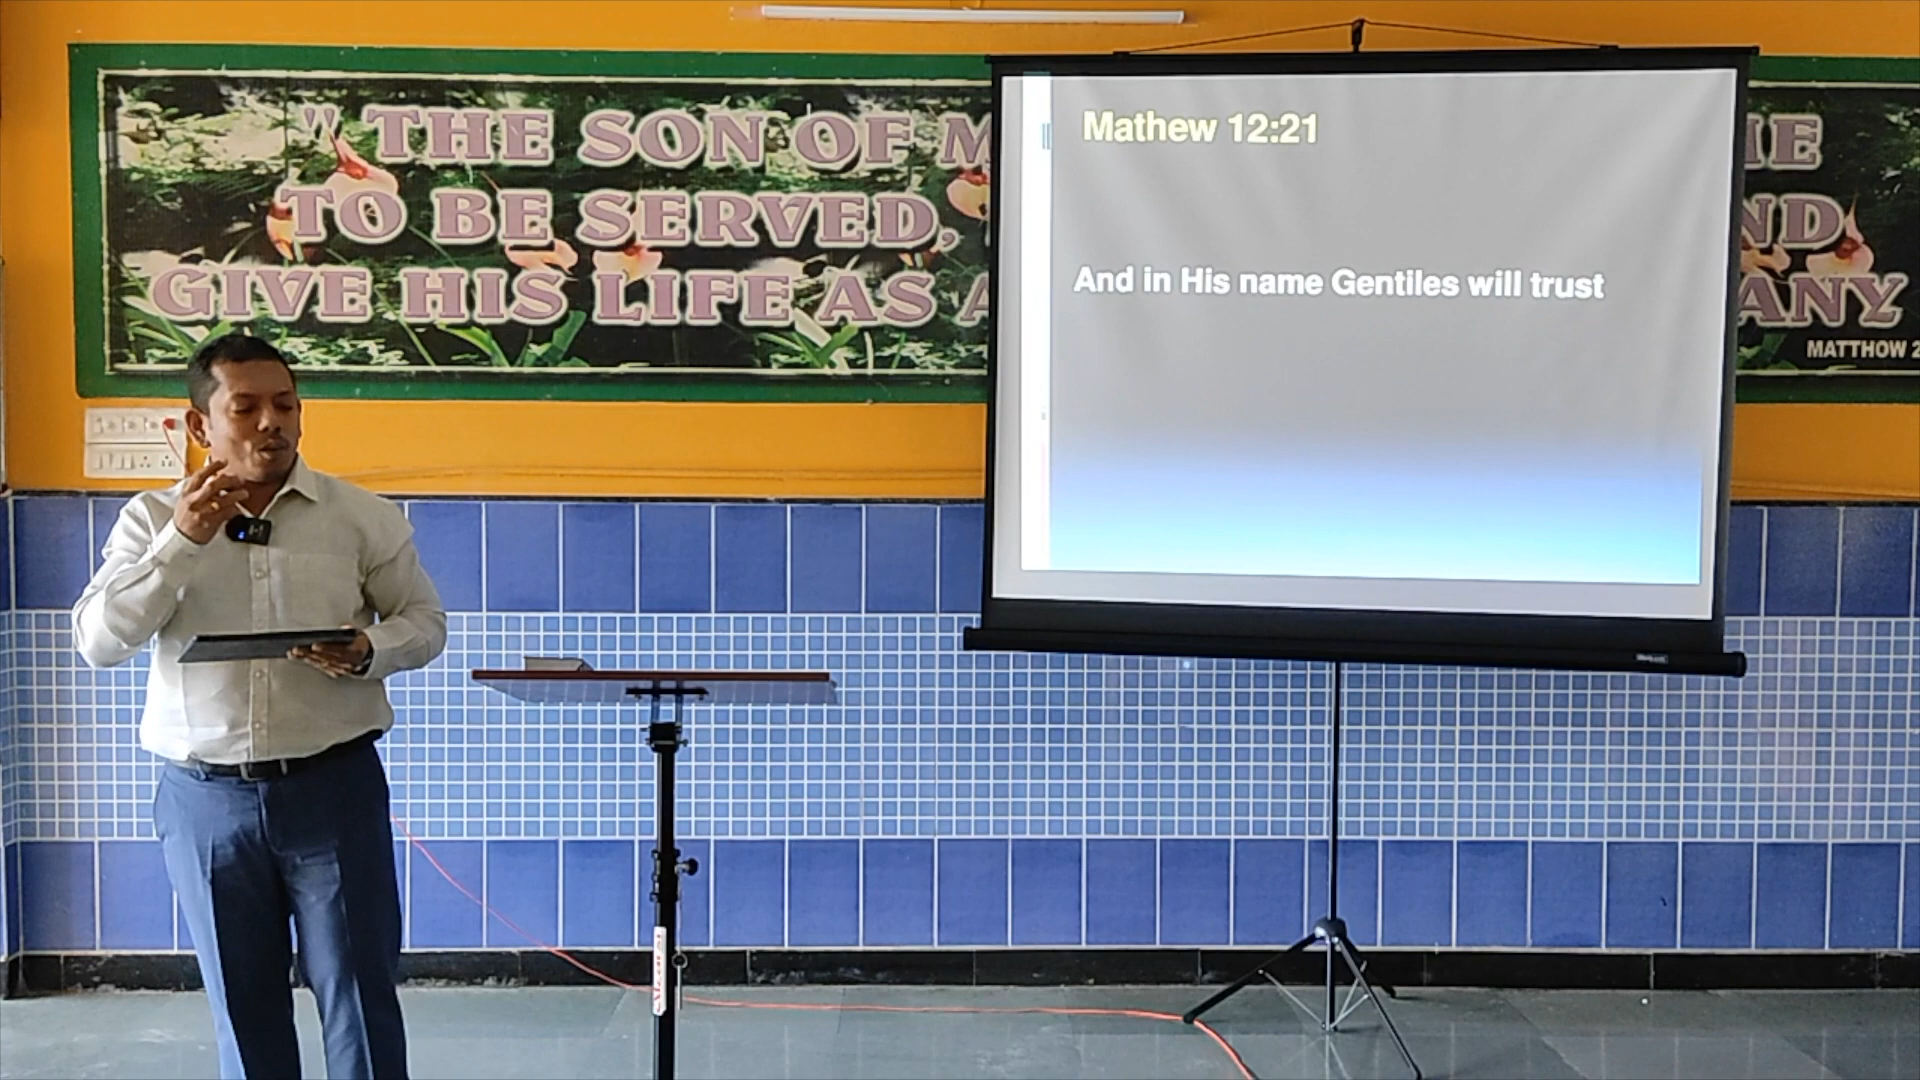 " THE SON OF M
TO BE SERVED,
GIVE HIS LIFE AS A
Mathew 12:21
And in His name Gentiles will trust
ME
ND
ANY
MATTHOW 2